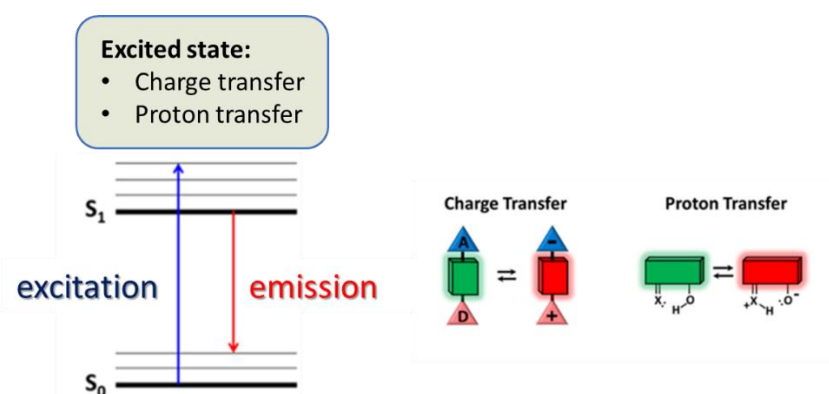 Excited state:
• Charge transfer
• Proton transfer
S₁
excitation
emission
S₀
Charge Transfer
A
D
−
+
Proton Transfer
X:
H
O
+X
H
:O⁻